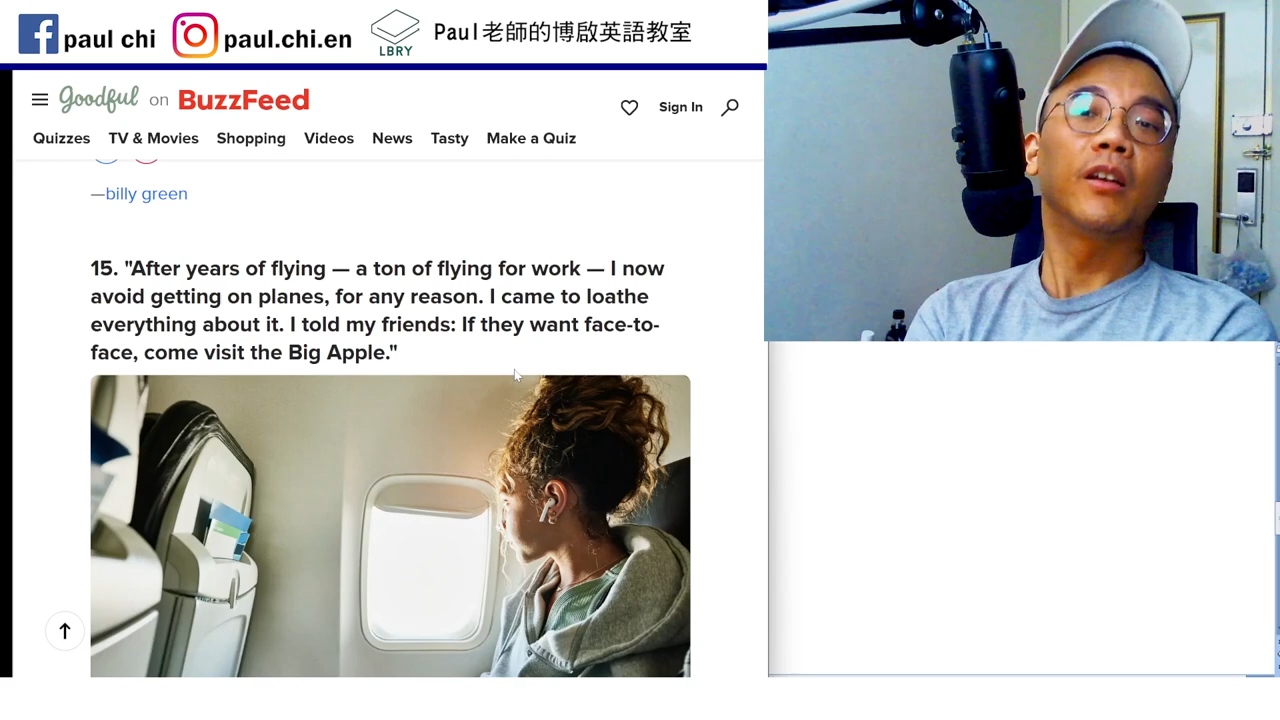 paul chi
paul.chi.en
LBRY
Paul老師的博啟英語教室
Goodful on BuzzFeed
Sign In
Quizzes TV & Movies Shopping Videos News Tasty Make a Quiz
—billy green
15. "After years of flying — a ton of flying for work — I now
avoid getting on planes, for any reason. I came to loathe
everything about it. I told my friends: If they want face-to-
face, come visit the Big Apple."